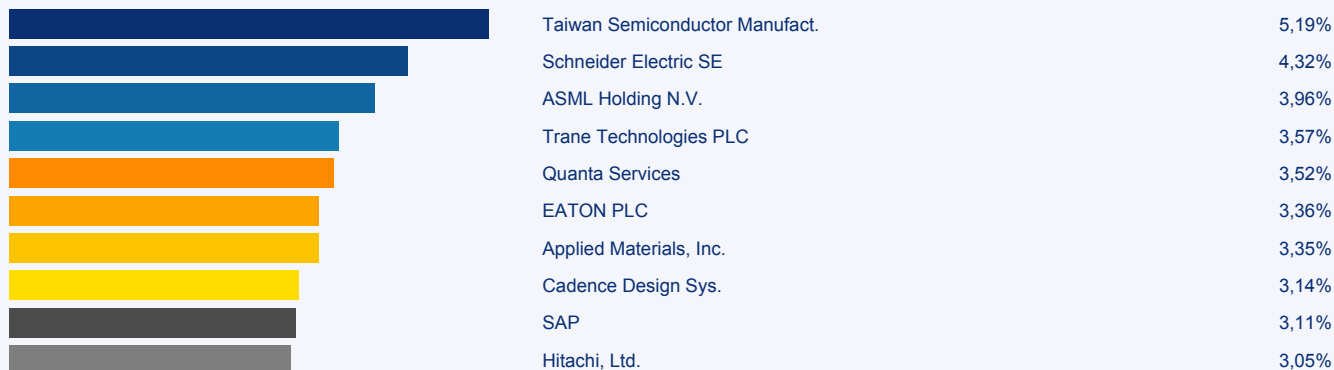 Taiwan Semiconductor Manufact. 5,19%
Schneider Electric SE 4,32%
ASML Holding N.V. 3,96%
Trane Technologies PLC 3,57%
Quanta Services 3,52%
EATON PLC 3,36%
Applied Materials, Inc. 3,35%
Cadence Design Sys. 3,14%
SAP 3,11%
Hitachi, Ltd. 3,05%